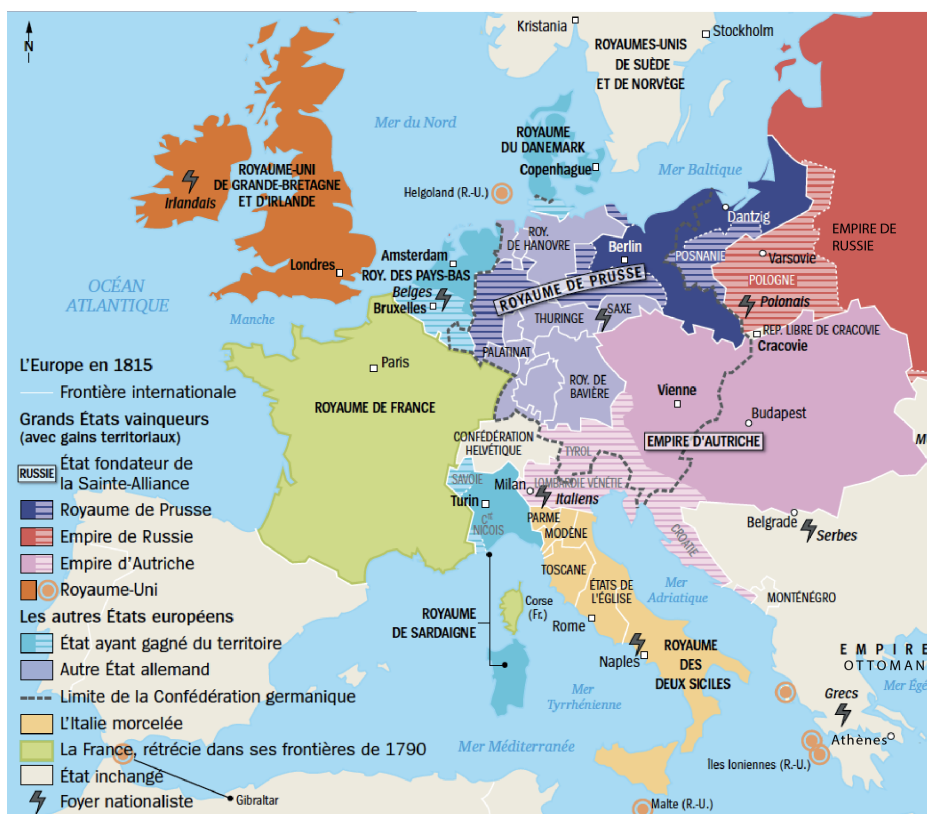 N
Kristania
Stockholm
ROYAUMES-UNIS
DE SUÈDE
ET DE NORVÈGE
Mer du Nord
ROYAUME
DU DANEMARK
Copenhague
Mer Baltique
ROYAUME-UNI
DE GRANDE-BRETAGNE
ET D'IRLANDE
Irlandais
Helgoland (R.-U.)
Dantzig
EMPIRE DE
RUSSIE
ROY.
DE HANOVRE
Berlin
POSNANIE
Varsovie
POLOGNE
Polonais
Amsterdam
ROY. DES PAYS-BAS
Belges
Bruxelles
Londres
OCÉAN
ATLANTIQUE
Manche
ROYAUME DE PRUSSE
THURINGE
SAXE
REP. LIBRE DE CRACOVIE
Cracovie
PALATINAT
Paris
ROYAUME DE FRANCE
ROY. DE
BAVIÈRE
Vienne
Budapest
EMPIRE D'AUTRICHE
CONFÉDÉRATION
HELVÉTIQUE
TYROL
SAVOIE
Milan
LOMBARDIE VÉNÉTIE
Italiens
Turin
Cté
NIÇOIS
PARME
MODÈNE
TOSCANE
ÉTATS DE
L'ÉGLISE
CROATIE
Belgrade
Serbes
MONTÉNÉGRO
Mer
Adriatique
Corse
(Fr.)
Rome
ROYAUME
DE SARDAIGNE
Naples
ROYAUME
DES
DEUX SICILES
EMPIRE
OTTOMAN
Mer Égé
Grecs
Athènes
Mer
Tyrrhénienne
Mer Méditerranée
Îles Ioniennes (R.-U.)
Malte (R.-U.)
Gibraltar
L'Europe en 1815
Frontière internationale
Grands États vainqueurs
(avec gains territoriaux)
RUSSIE
État fondateur de
la Sainte-Alliance
Royaume de Prusse
Empire de Russie
Empire d'Autriche
Royaume-Uni
Les autres États européens
État ayant gagné du territoire
Autre État allemand
Limite de la Confédération germanique
L'Italie morcelée
La France, rétrécie dans ses frontières de 1790
État inchangé
Foyer nationaliste